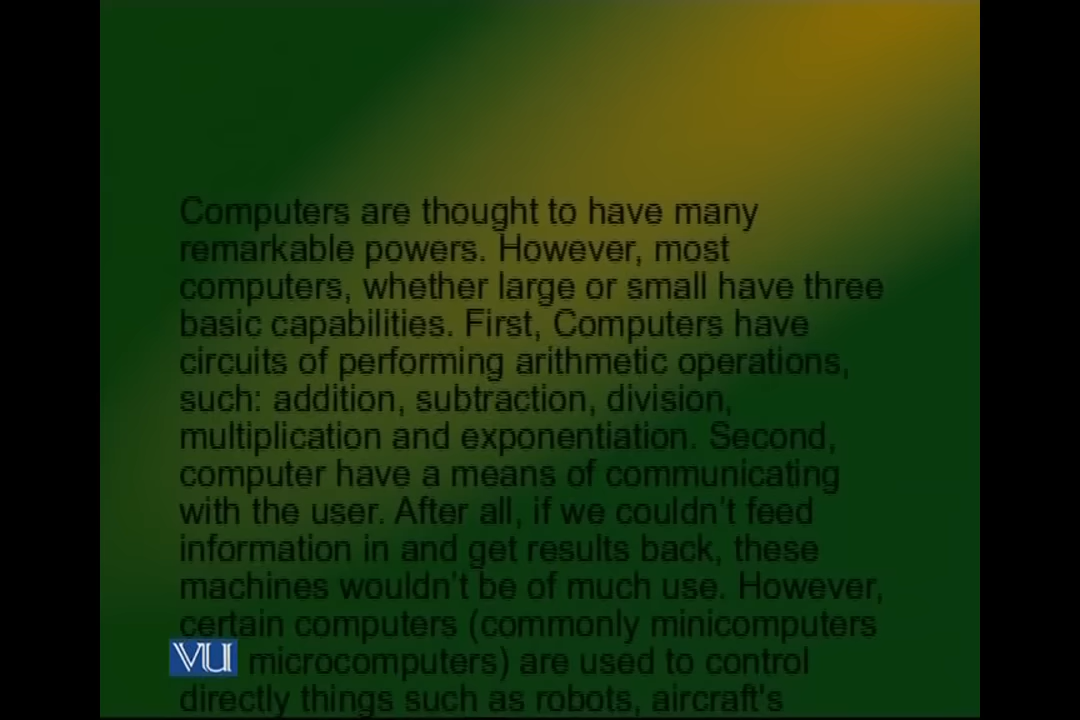 Computers are thought to have many
remarkable powers. However, most
computers, whether large or small have three
basic capabilities. First, Computers have
circuits of performing arithmetic operations,
such: addition, subtraction, division,
multiplication and exponentiation. Second,
computer have a means of communicating
with the user. After all, if we couldn't feed
information in and get results back, these
machines wouldn't be of much use. However,
certain computers (commonly minicomputers
VU microcomputers) are used to control
directly things such as robots, aircraft's